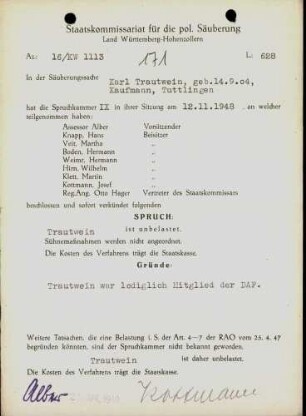 Staatskommissariat für die pol. Säuberung
Land Württemberg-Hohenzollern
Az: 16/KW 1113 171 L: 628
In der Säuberungssache Karl Trautwein, geb.14.9.04,
Kaufmann, Tuttlingen
hat die Spruchkammer IX in ihrer Sitzung am 12.11.1948, an welcher
teilgenommen haben:
Assessor Alber Vorsitzender
Knapp, Hans Beisitzer
Veit, Martha „
Boden, Hermann „
Weimr, Hermann „
Hirn, Wilhelm „
Klett, Martin „
Kottmann, Josef „
Reg.Ang. Otto Hager Vertreter des Staatskommissars
beschlossen und sofort verkündet folgenden
SPRUCH:
Trautwein ist unbelastet.
Sühnemaßnahmen werden nicht angeordnet.
Die Kosten des Verfahrens trägt die Staatskasse.
Gründe:
Trautwein war lediglich Mitglied der DAF.
Weitere Tatsachen, die eine Belastung i. S. der Art. 4–7 der RAO vom 25. 4. 47
begründen könnten, sind der Spruchkammer nicht bekannt geworden.
Trautwein ist daher unbelastet.
Die Kosten des Verfahrens trägt die Staatskasse.
Alber Kottmann